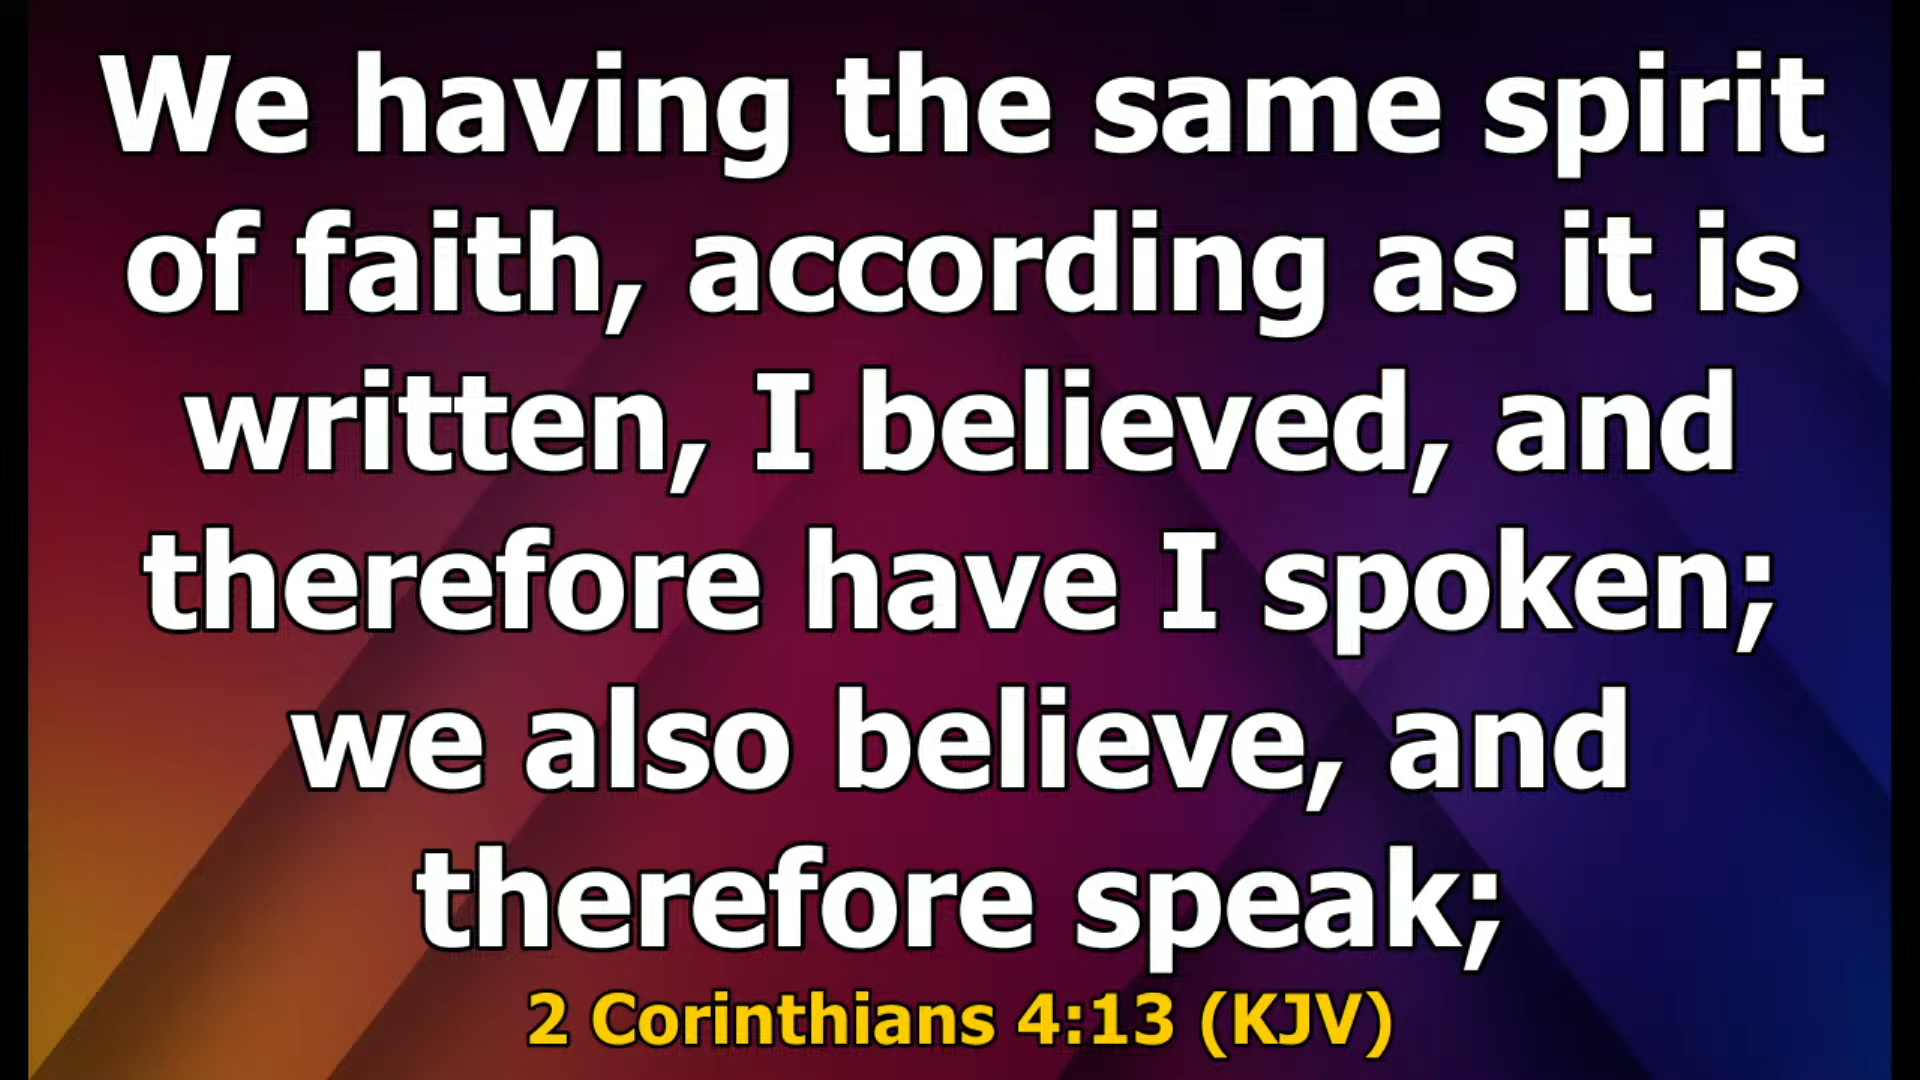 We having the same spirit
of faith, according as it is
written, I believed, and
therefore have I spoken;
we also believe, and
therefore speak;
2 Corinthians 4:13 (KJV)